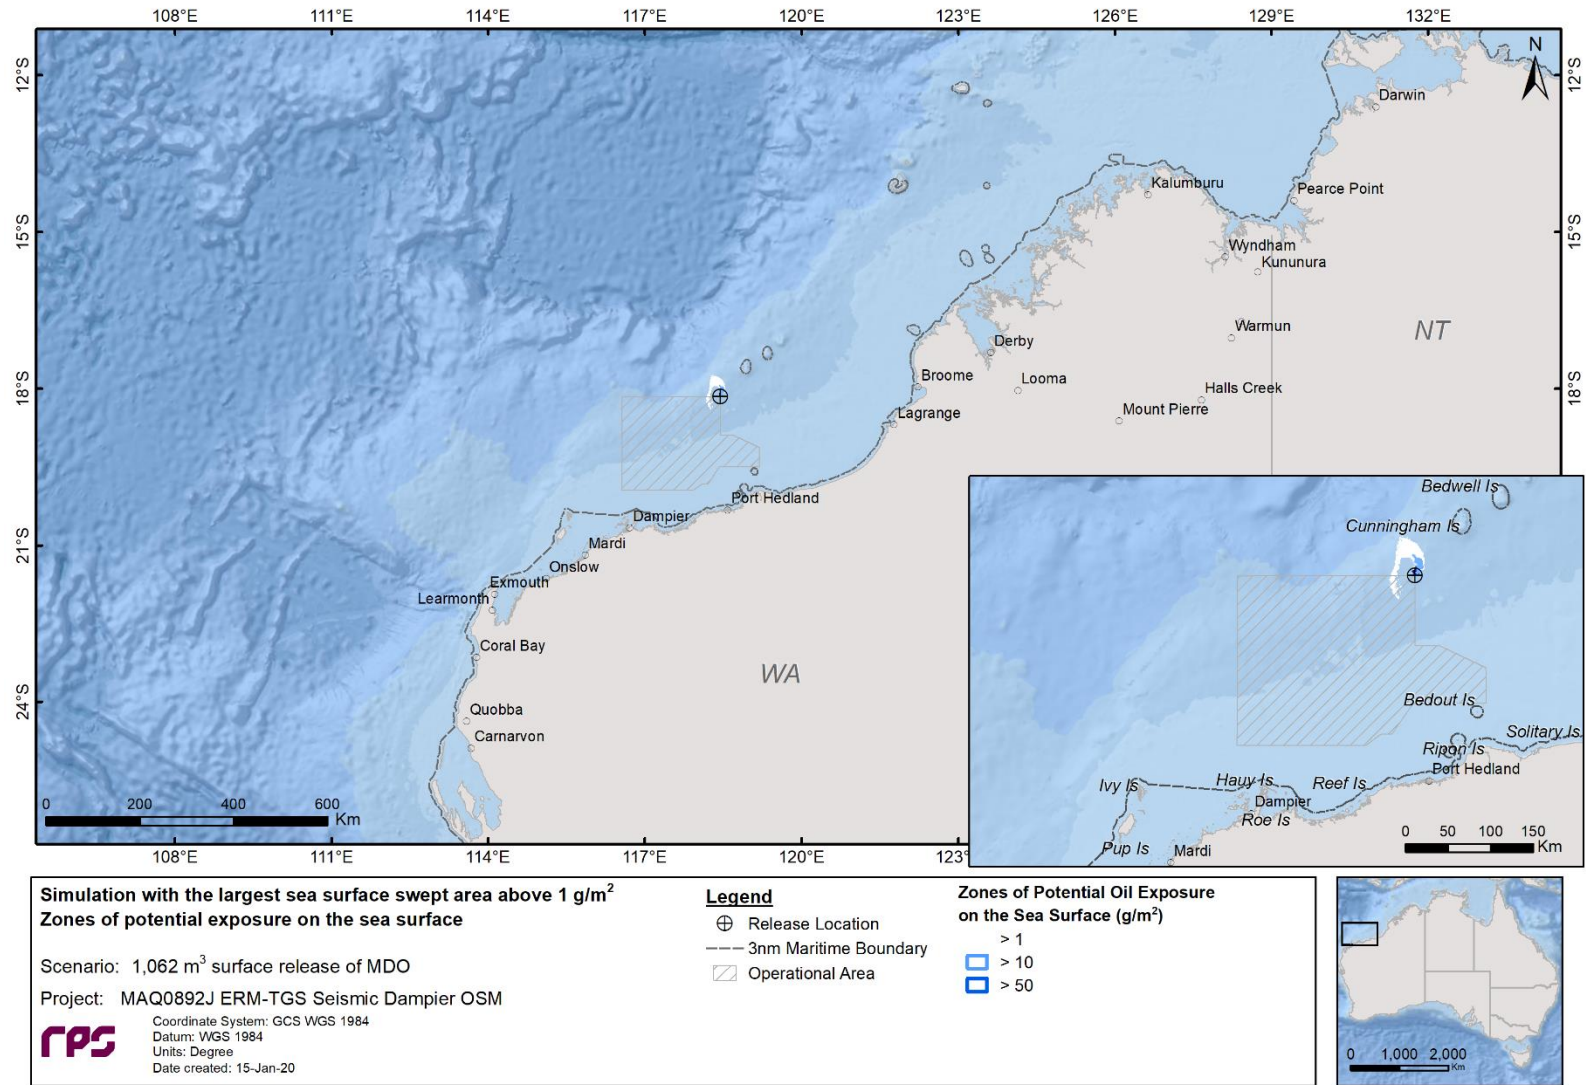 108°E 111°E 114°E 117°E 120°E 123°E 126°E 129°E 132°E
N
12°S 12°S
Darwin
Kalumburu
Pearce Point
15°S 15°S
Wyndham
Kununura
Warmun
NT
Derby
Broome
Looma
Halls Creek
18°S 18°S
Mount Pierre
Lagrange
Port Hedland
Dampier
21°S
Mardi
Onslow
Exmouth
Learmonth
Coral Bay
WA
24°S
Quobba
Carnarvon
0 200 400 600
Km
108°E 111°E 114°E 117°E 120°E 123°
Bedwell Is
Cunningham Is
Bedout Is
Solitary Is
Ripon Is
Port Hedland
Ivy Is
Hauy Is
Reef Is
Dampier
Roe Is
Pup Is
Mardi
0 50 100 150
Km
Simulation with the largest sea surface swept area above 1 g/m²
Zones of potential exposure on the sea surface
Scenario: 1,062 m³ surface release of MDO
Project: MAQ0892J ERM-TGS Seismic Dampier OSM
rps
Coordinate System: GCS WGS 1984
Datum: WGS 1984
Units: Degree
Date created: 15-Jan-20
Legend
Release Location
3nm Maritime Boundary
Operational Area
Zones of Potential Oil Exposure
on the Sea Surface (g/m²)
> 1
> 10
> 50
0 1,000 2,000
Km